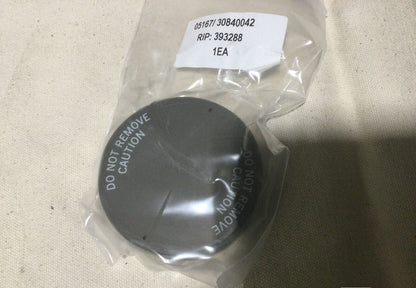 05167/ 30840042
RIP: 393288
1EA
DO NOT REMOVE
CAUTION
DO NOT REMOVE
CAUTION